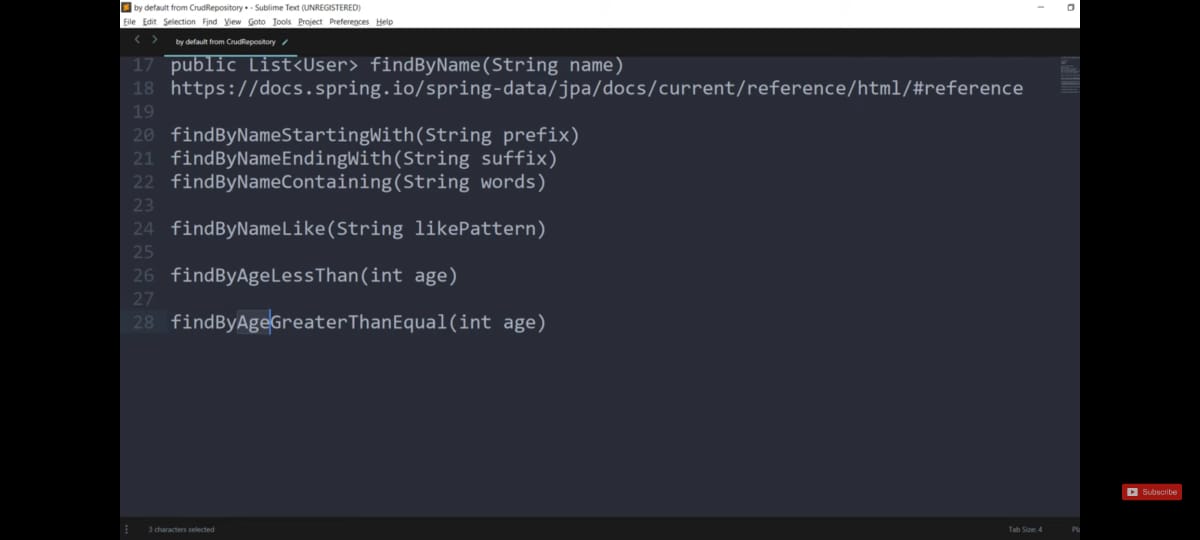 by default from CrudRepository • - Sublime Text (UNREGISTERED)
File Edit Selection Find View Goto Tools Project Preferences Help
by default from CrudRepository
17 public List<User> findByName(String name)
18 https://docs.spring.io/spring-data/jpa/docs/current/reference/html/#reference
19
20 findByNameStartingWith(String prefix)
21 findByNameEndingWith(String suffix)
22 findByNameContaining(String words)
23
24 findByNameLike(String likePattern)
25
26 findByAgeLessThan(int age)
27
28 findByAgeGreaterThanEqual(int age)
Subscribe
3 characters selected
Tab Size: 4